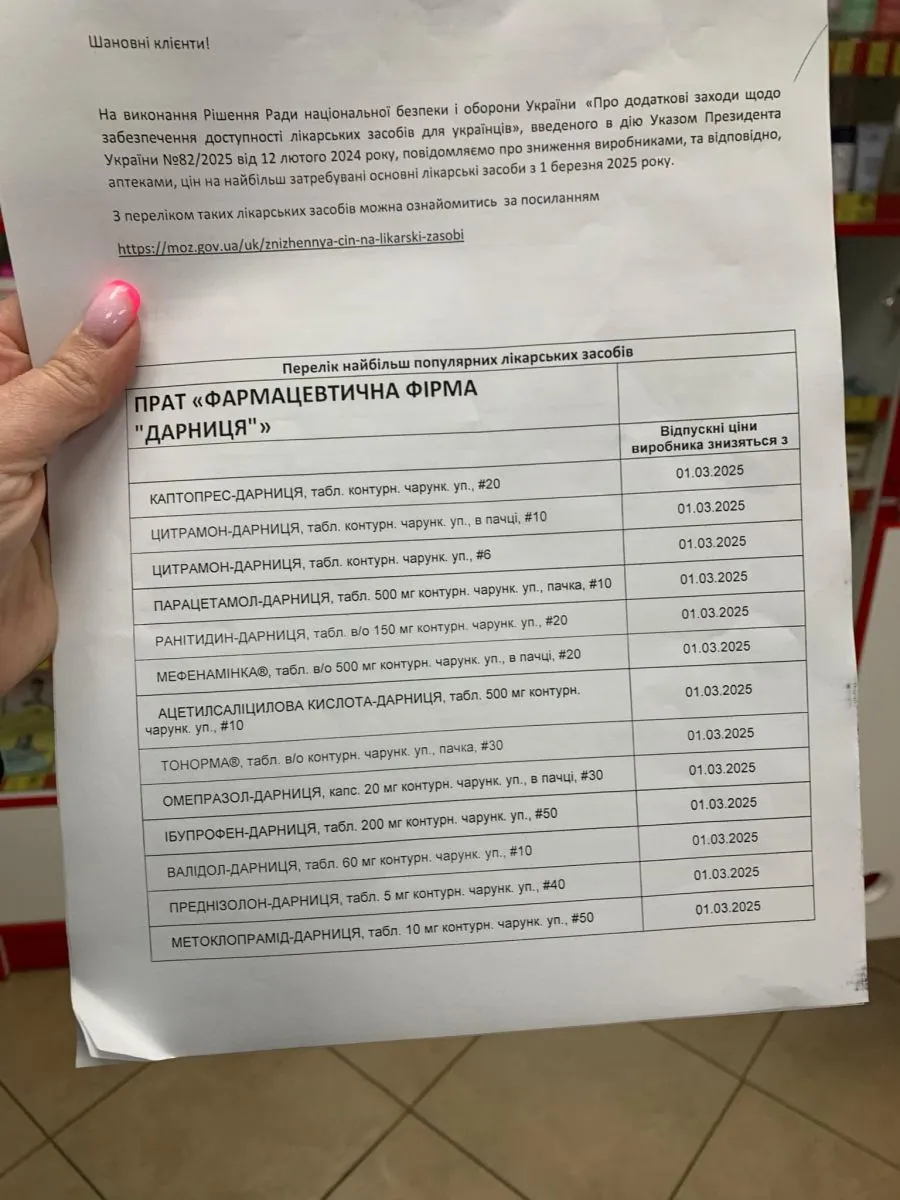 Шановні клієнти!
На виконання Рішення Ради національної безпеки і оборони України «Про додаткові заходи щодо
забезпечення доступності лікарських засобів для українців», введеного в дію Указом Президента
України №82/2025 від 12 лютого 2024 року, повідомляємо про зниження виробниками, та відповідно,
аптеками, цін на найбільш затребувані основні лікарські засоби з 1 березня 2025 року.
З переліком таких лікарських засобів можна ознайомитись за посиланням
https://moz.gov.ua/uk/znizhennya-cin-na-likarski-zasobi
Перелік найбільш популярних лікарських засобів
ПРАТ «ФАРМАЦЕВТИЧНА ФІРМА
"ДАРНИЦЯ"»
Відпускні ціни
виробника знизяться з
КАПТОПРЕС-ДАРНИЦЯ, табл. контурн. чарунк. уп., #20 01.03.2025
ЦИТРАМОН-ДАРНИЦЯ, табл. контурн. чарунк. уп., в пачці, #10 01.03.2025
ЦИТРАМОН-ДАРНИЦЯ, табл. контурн. чарунк. уп., #6 01.03.2025
ПАРАЦЕТАМОЛ-ДАРНИЦЯ, табл. 500 мг контурн. чарунк. уп., пачка, #10 01.03.2025
РАНІТИДИН-ДАРНИЦЯ, табл. в/о 150 мг контурн. чарунк. уп., #20 01.03.2025
МЕФЕНАМІНКА®, табл. в/о 500 мг контурн. чарунк. уп., в пачці, #20 01.03.2025
АЦЕТИЛСАЛІЦИЛОВА КИСЛОТА-ДАРНИЦЯ, табл. 500 мг контурн.
чарунк. уп., #10 01.03.2025
ТОНОРМА®, табл. в/о контурн. чарунк. уп., пачка, #30 01.03.2025
ОМЕПРАЗОЛ-ДАРНИЦЯ, капс. 20 мг контурн. чарунк. уп., в пачці, #30 01.03.2025
ІБУПРОФЕН-ДАРНИЦЯ, табл. 200 мг контурн. чарунк. уп., #50 01.03.2025
ВАЛІДОЛ-ДАРНИЦЯ, табл. 60 мг контурн. чарунк. уп., #10 01.03.2025
ПРЕДНІЗОЛОН-ДАРНИЦЯ, табл. 5 мг контурн. чарунк. уп., #40 01.03.2025
МЕТОКЛОПРАМІД-ДАРНИЦЯ, табл. 10 мг контурн. чарунк. уп., #50 01.03.2025